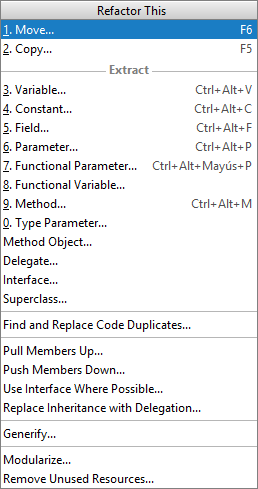 Refactor This
1. Move... F6
2. Copy... F5
Extract
3. Variable... Ctrl+Alt+V
4. Constant... Ctrl+Alt+C
5. Field... Ctrl+Alt+F
6. Parameter... Ctrl+Alt+P
7. Functional Parameter... Ctrl+Alt+Mayús+P
8. Functional Variable...
9. Method... Ctrl+Alt+M
0. Type Parameter...
Method Object...
Delegate...
Interface...
Superclass...
Find and Replace Code Duplicates...
Pull Members Up...
Push Members Down...
Use Interface Where Possible...
Replace Inheritance with Delegation...
Generify...
Modularize...
Remove Unused Resources...